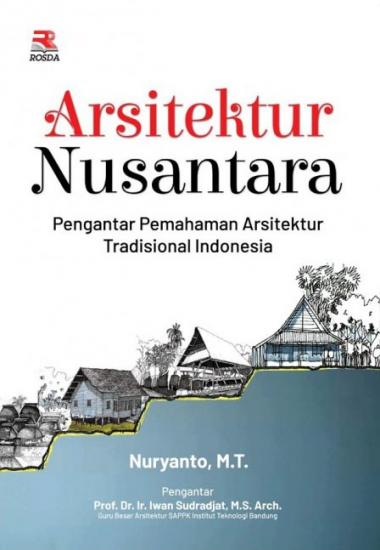 ROSDA
Arsitektur
Nusantara
Pengantar Pemahaman Arsitektur
Tradisional Indonesia
Nuryanto, M.T.
Pengantar
Prof. Dr. Ir. Iwan Sudradjat, M.S. Arch.
Guru Besar Arsitektur SAPPK Institut Teknologi Bandung